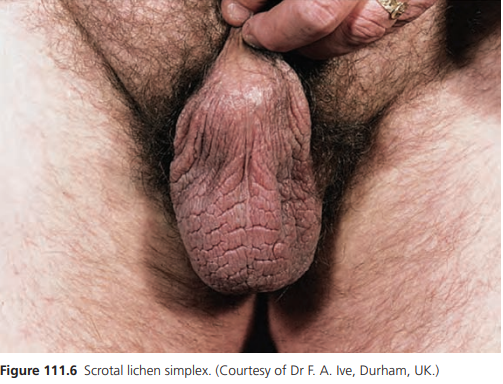 Figure 111.6 Scrotal lichen simplex. (Courtesy of Dr F. A. Ive, Durham, UK.)